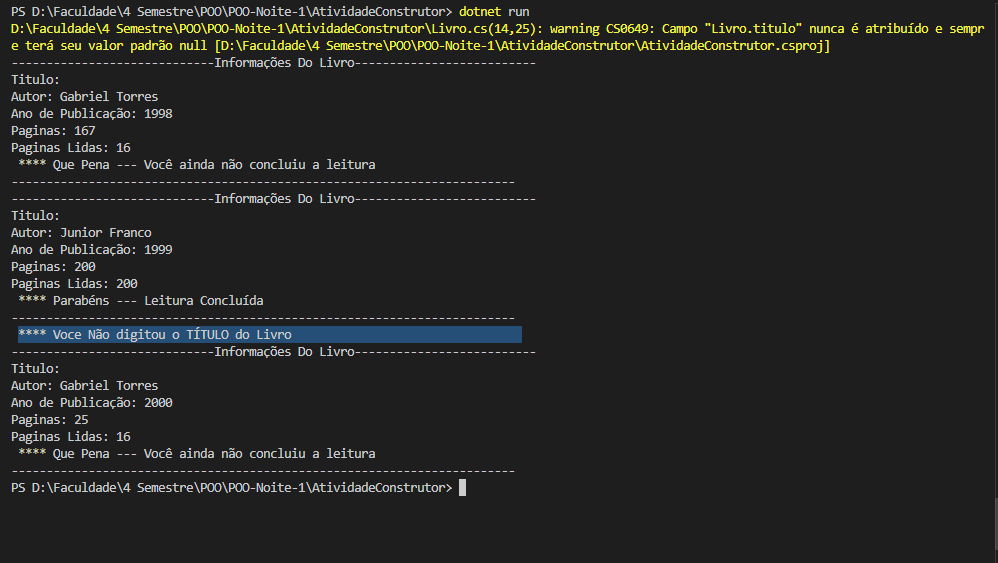 PS D:\Faculdade\4 Semestre\POO\POO-Noite-1\AtividadeConstrutor> dotnet run
D:\Faculdade\4 Semestre\POO\POO-Noite-1\AtividadeConstrutor\Livro.cs(14,25): warning CS0649: Campo "Livro.titulo" nunca é atribuído e sempr
e terá seu valor padrão null [D:\Faculdade\4 Semestre\POO\POO-Noite-1\AtividadeConstrutor\AtividadeConstrutor.csproj]
-----------------------------Informações Do Livro--------------------------
Titulo:
Autor: Gabriel Torres
Ano de Publicação: 1998
Paginas: 167
Paginas Lidas: 16
 **** Que Pena --- Você ainda não concluiu a leitura
------------------------------------------------------------------------
-----------------------------Informações Do Livro--------------------------
Titulo:
Autor: Junior Franco
Ano de Publicação: 1999
Paginas: 200
Paginas Lidas: 200
 **** Parabéns --- Leitura Concluída
------------------------------------------------------------------------
 **** Voce Não digitou o TÍTULO do Livro
-----------------------------Informações Do Livro--------------------------
Titulo:
Autor: Gabriel Torres
Ano de Publicação: 2000
Paginas: 25
Paginas Lidas: 16
 **** Que Pena --- Você ainda não concluiu a leitura
------------------------------------------------------------------------
PS D:\Faculdade\4 Semestre\POO\POO-Noite-1\AtividadeConstrutor>